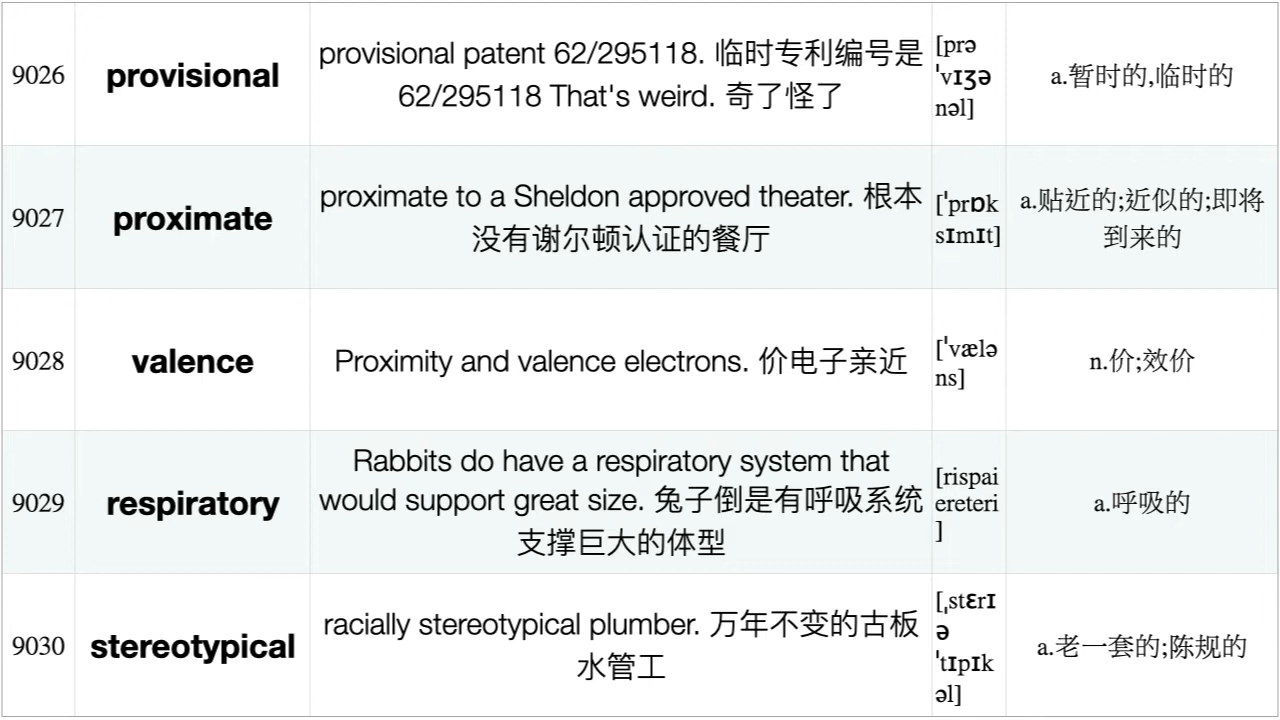 9026
provisional
provisional patent 62/295118. 临时专利编号是
62/295118 That's weird. 奇了怪了
[prə
ˈvɪʒə
nəl]
a.暂时的,临时的
9027
proximate
proximate to a Sheldon approved theater. 根本
没有谢尔顿认证的餐厅
[ˈprɒk
sɪmɪt]
a.贴近的;近似的;即将
到来的
9028
valence
Proximity and valence electrons. 价电子亲近
[ˈvælə
ns]
n.价;效价
9029
respiratory
Rabbits do have a respiratory system that
would support great size. 兔子倒是有呼吸系统
支撑巨大的体型
[rispai
ereteri
]
a.呼吸的
9030
stereotypical
racially stereotypical plumber. 万年不变的古板
水管工
[ˌstɛrɪ
ə
ˈtɪpɪk
əl]
a.老一套的;陈规的